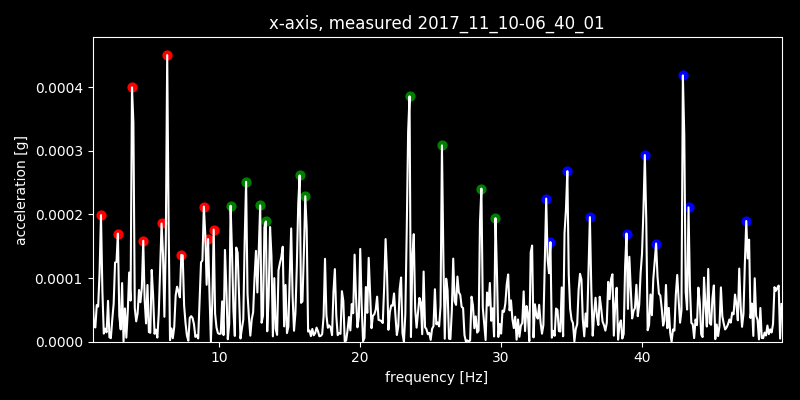 x-axis, measured 2017_11_10-06_40_01
0.0004
0.0003
0.0002
0.0001
0.0000
acceleration [g]
10 20 30 40
frequency [Hz]